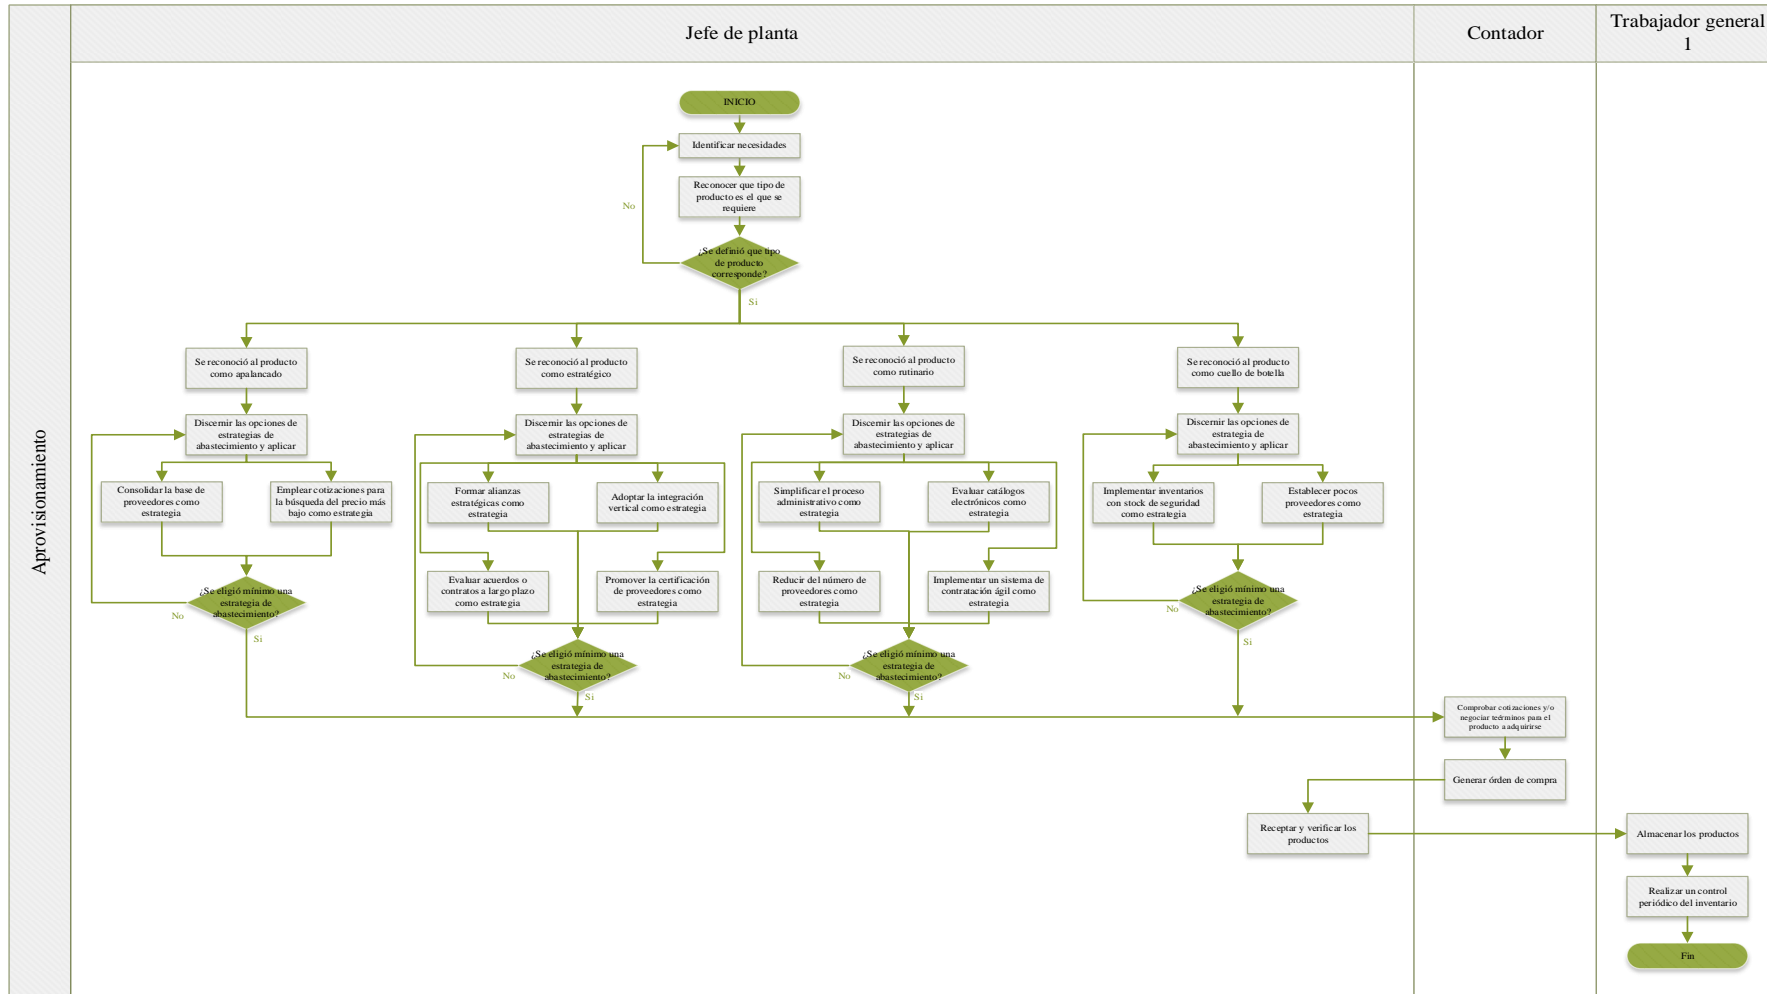 Jefe de planta
Contador
Trabajador general
1
Aprovisionamiento
INICIO
Identificar necesidades
Reconocer que tipo de
producto es el que se
requiere
No
¿Se definió que tipo
de producto
corresponde?
Si
Se reconoció al producto
como apalancado
Se reconoció al producto
como estratégico
Se reconoció al producto
como rutinario
Se reconoció al producto
como cuello de botella
Discernir las opciones de
estrategias de
abastecimiento y aplicar
Discernir las opciones de
estrategias de
abastecimiento y aplicar
Discernir las opciones de
estrategias de
abastecimiento y aplicar
Discernir las opciones de
estrategia de
abastecimiento y aplicar
Consolidar la base de
proveedores como
estrategia
Emplear cotizaciones para
la búsqueda del precio más
bajo como estrategia
Formar alianzas
estratégicas como
estrategia
Adoptar la integración
vertical como estrategia
Simplificar el proceso
administrativo como
estrategia
Evaluar catálogos
electrónicos como
estrategia
Implementar inventarios
con stock de seguridad
como estrategia
Establecer pocos
proveedores como
estrategia
Evaluar acuerdos o
contratos a largo plazo
como estrategia
Promover la certificación
de proveedores como
estrategia
Reducir del número de
proveedores como
estrategia
Implementar un sistema de
contratación ágil como
estrategia
¿Se eligió mínimo una
estrategia de
abastecimiento?
No
Si
¿Se eligió mínimo una
estrategia de
abastecimiento?
No
Si
¿Se eligió mínimo una
estrategia de
abastecimiento?
No
Si
¿Se eligió mínimo una
estrategia de
abastecimiento?
No
Si
Comprobar cotizaciones y/o
negociar teérminos para el
producto a adquirirse
Generar órden de compra
Receptar y verificar los
productos
Almacenar los productos
Realizar un control
periódico del inventario
Fin